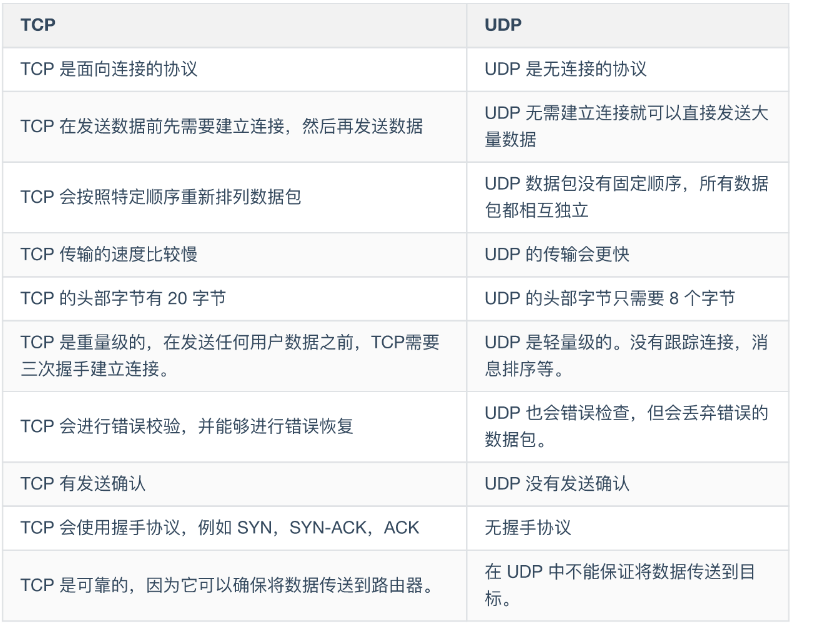 TCP
UDP
TCP 是面向连接的协议
UDP 是无连接的协议
TCP 在发送数据前先需要建立连接，然后再发送数据
UDP 无需建立连接就可以直接发送大
量数据
TCP 会按照特定顺序重新排列数据包
UDP 数据包没有固定顺序，所有数据
包都相互独立
TCP 传输的速度比较慢
UDP 的传输会更快
TCP 的头部字节有 20 字节
UDP 的头部字节只需要 8 个字节
TCP 是重量级的，在发送任何用户数据之前，TCP需要
三次握手建立连接。
UDP 是轻量级的。没有跟踪连接，消
息排序等。
TCP 会进行错误校验，并能够进行错误恢复
UDP 也会错误检查，但会丢弃错误的
数据包。
TCP 有发送确认
UDP 没有发送确认
TCP 会使用握手协议，例如 SYN，SYN-ACK，ACK
无握手协议
TCP 是可靠的，因为它可以确保将数据传送到路由器。
在 UDP 中不能保证将数据传送到目
标。